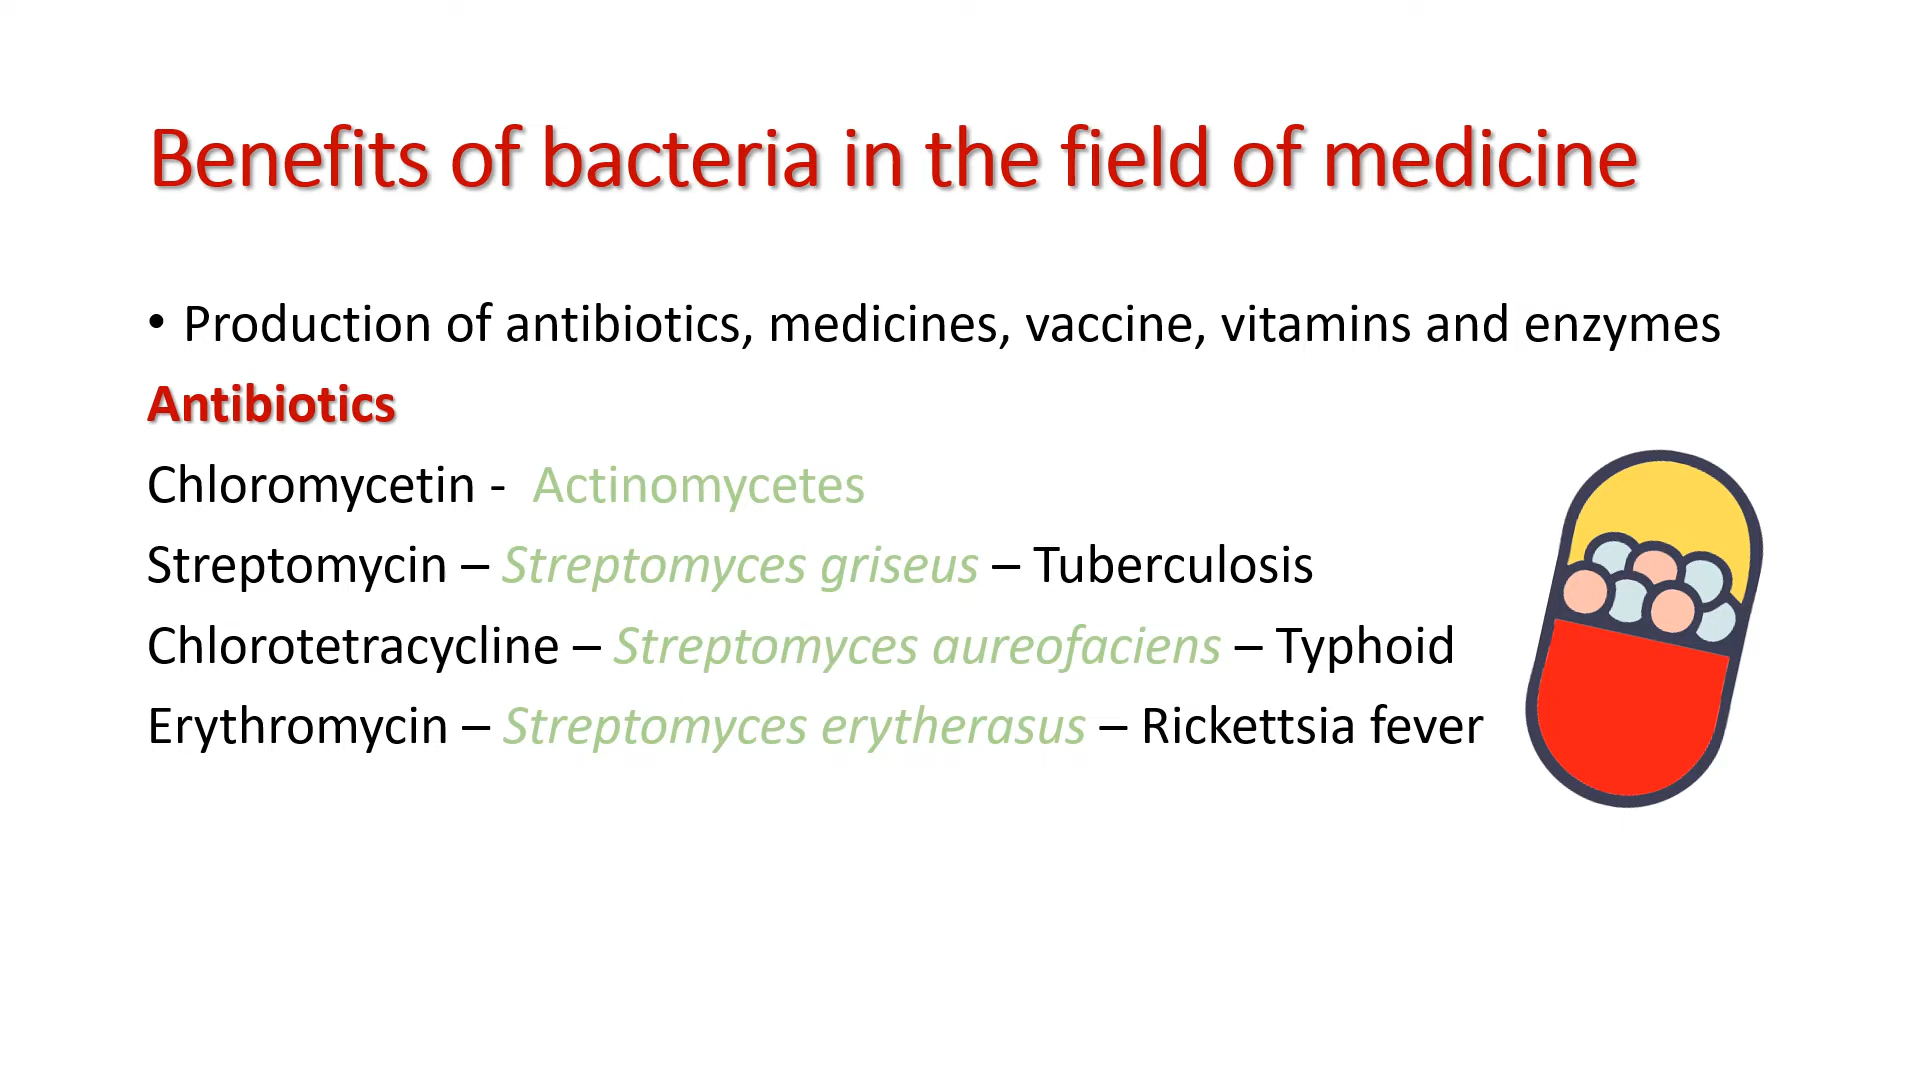 Benefits of bacteria in the field of medicine
• Production of antibiotics, medicines, vaccine, vitamins and enzymes
Antibiotics
Chloromycetin - Actinomycetes
Streptomycin – Streptomyces griseus – Tuberculosis
Chlorotetracycline – Streptomyces aureofaciens – Typhoid
Erythromycin – Streptomyces erytherasus – Rickettsia fever